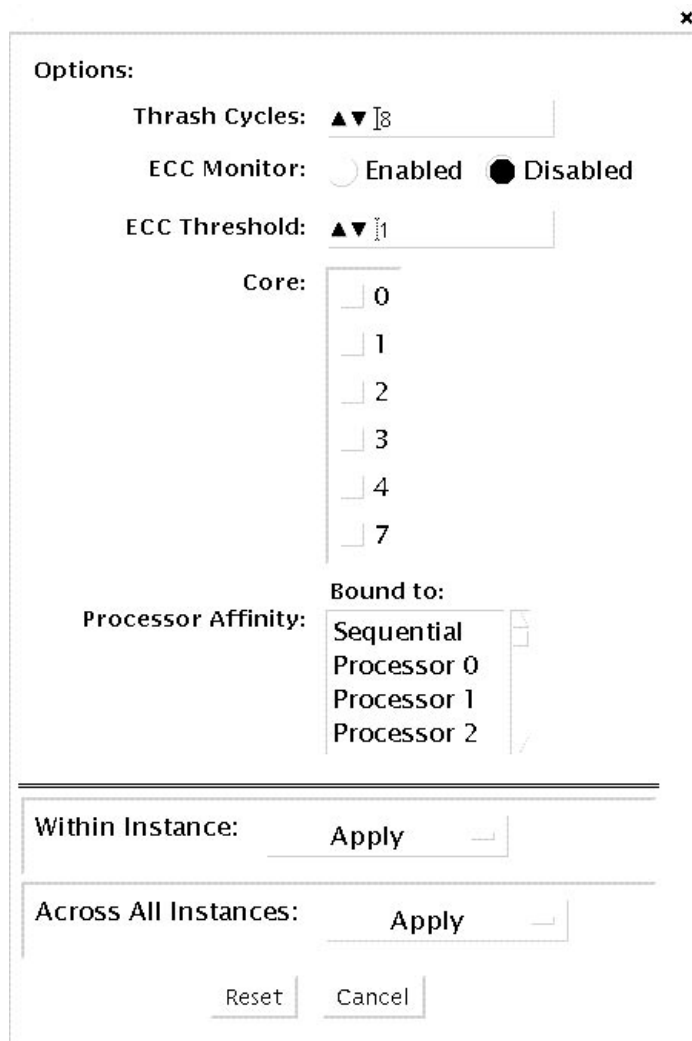 Options:
Thrash Cycles: 8
ECC Monitor: Enabled Disabled
ECC Threshold: 1
Core: 0
1
2
3
4
7
Bound to:
Processor Affinity: Sequential
Processor 0
Processor 1
Processor 2
Within Instance: Apply
Across All Instances: Apply
Reset Cancel